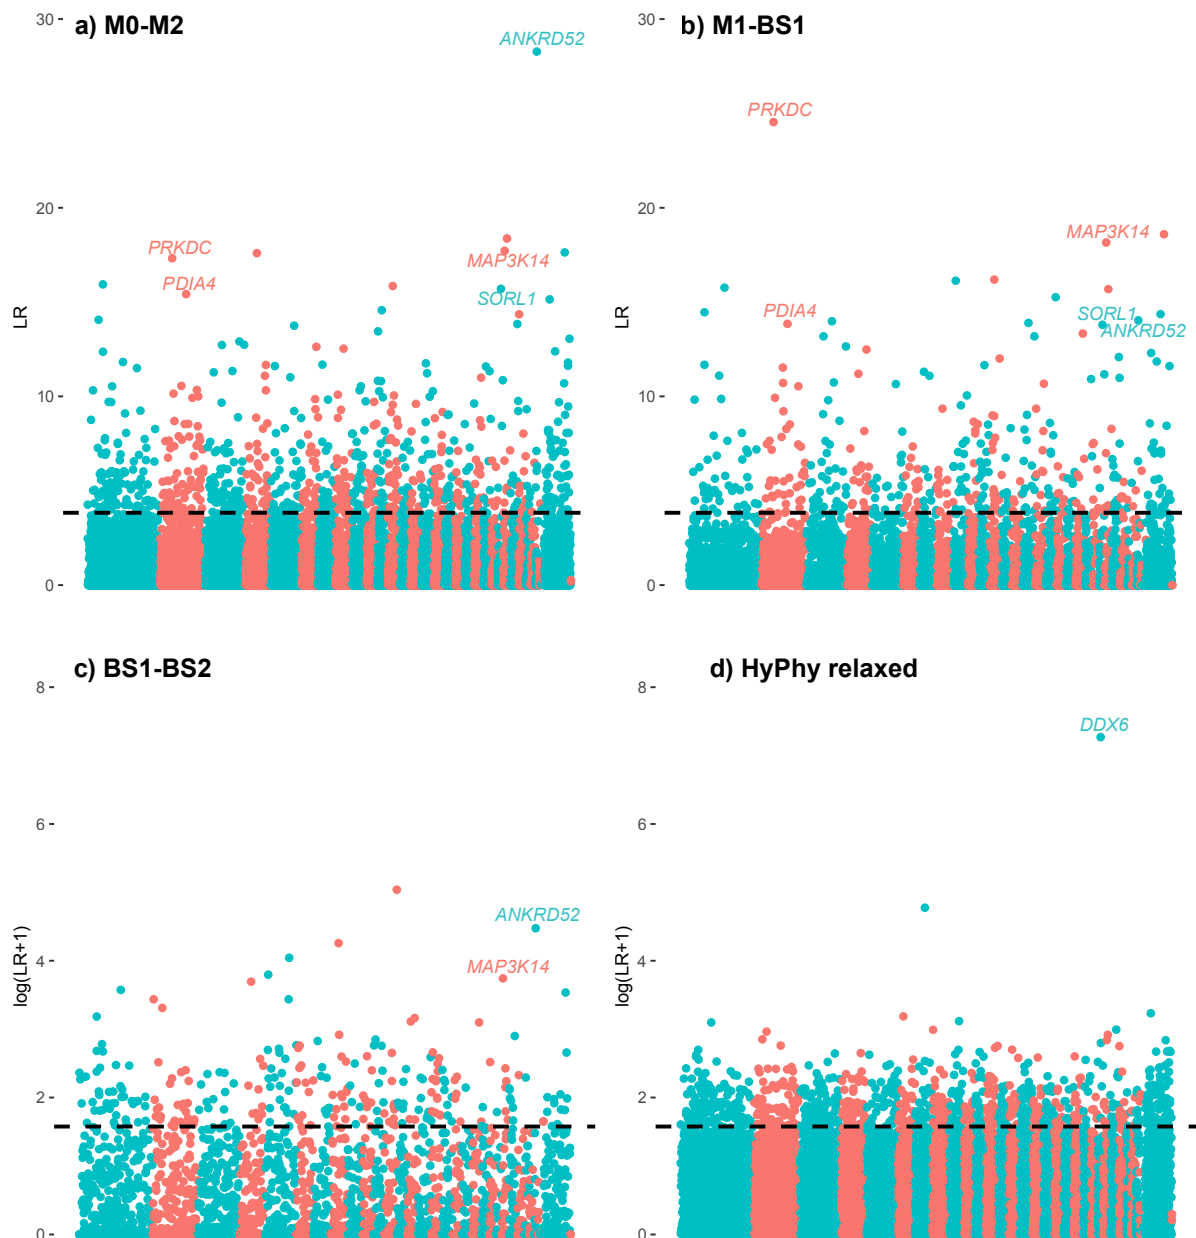 a) M0-M2
30
20
10
0
LR
ANKRD52
PRKDC
PDIA4
MAP3K14
SORL1
b) M1-BS1
30
20
10
0
LR
PRKDC
MAP3K14
PDIA4
SORL1
ANKRD52
c) BS1-BS2
8
6
4
2
0
log(LR+1)
ANKRD52
MAP3K14
d) HyPhy relaxed
8
6
4
2
0
log(LR+1)
DDX6